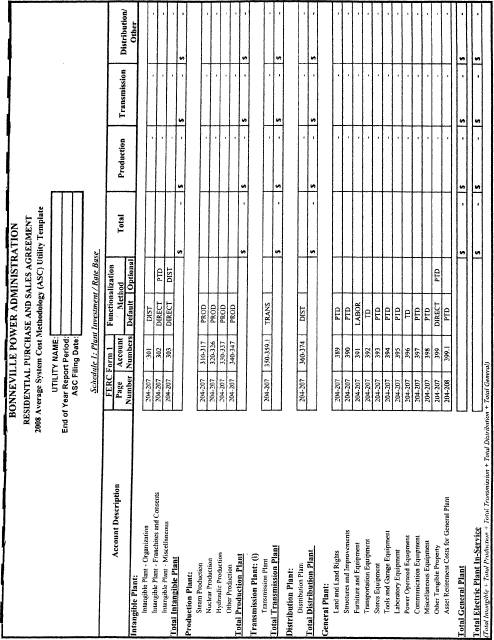 BONNEVILLE POWER ADMINISTRATION
RESIDENTIAL PURCHASE AND SALES AGREEMENT
2008 Average System Cost Methodology (ASC) Utility Template
UTILITY NAME:
End of Year Report Period:
ASC Filing Date:
Schedule 1: Plant Investment / Rate Base
FERC Form 1 Functionalization
Account Description Page Number Account Numbers Method Default Optional Total Production Transmission Distribution/ Other
Intangible Plant:
Intangible Plant - Organization 204-207 301 DIST - - - -
Intangible Plant - Franchises and Consents 204-207 302 DIRECT PTD - - - -
Intangible Plant - Miscellaneous 204-207 303 DIRECT DIST - - - -
Total Intangible Plant $ - $ - $ - $ -
Production Plant:
Steam Production 204-207 310-317 PROD - - - -
Nuclear Production 204-207 320-326 PROD - - - -
Hydraulic Production 204-207 330-337 PROD - - - -
Other Production 204-207 340-347 PROD - - - -
Total Production Plant $ - $ - $ - $ -
Transmission Plant: (i)
Transmission Plant 204-207 350-359.1 TRANS - - - -
Total Transmission Plant $ - $ - $ - $ -
Distribution Plant:
Distribution Plant 204-207 360-374 DIST - - - -
Total Distribution Plant $ - $ - $ - $ -
General Plant:
Land and Land Rights 204-207 389 PTD - - - -
Structures and Improvements 204-207 390 PTD - - - -
Furniture and Equipment 204-207 391 LABOR - - - -
Transportation Equipment 204-207 392 TD - - - -
Stores Equipment 204-207 393 PTD - - - -
Tools and Garage Equipment 204-207 394 PTD - - - -
Laboratory Equipment 204-207 395 PTD - - - -
Power Operated Equipment 204-207 396 TD - - - -
Communication Equipment 204-207 397 PTD - - - -
Miscellaneous Equipment 204-207 398 PTD - - - -
Other Tangible Property 204-207 399 DIRECT PTD - - - -
Asset Retirement Costs for General Plant 204-208 399.1 PTD - - - -
Total General Plant $ - $ - $ - $ -
Total Electric Plant In-Service $ - $ - $ - $ -
(Total Intangible + Total Production + Total Transmission + Total Distribution + Total General)